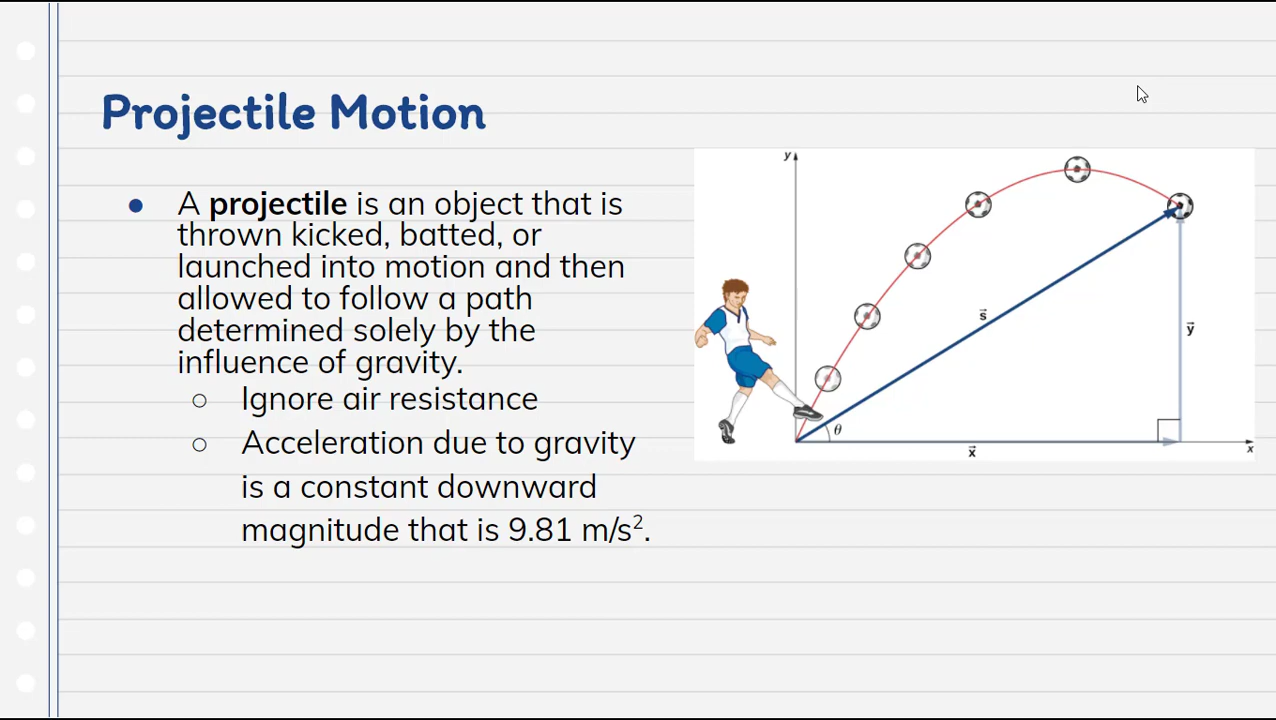 Projectile Motion
● A projectile is an object that is
thrown kicked, batted, or
launched into motion and then
allowed to follow a path
determined solely by the
influence of gravity.
○ Ignore air resistance
○ Acceleration due to gravity
is a constant downward
magnitude that is 9.81 m/s².
y
s⃗
y⃗
θ
x⃗
x